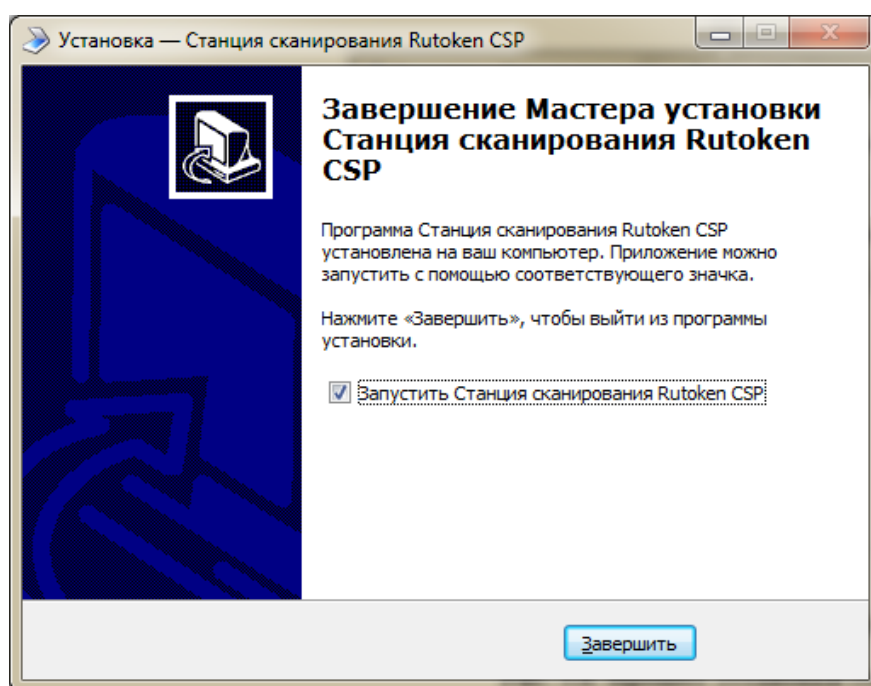 Установка — Станция сканирования Rutoken CSP
Завершение Мастера установки
Станция сканирования Rutoken
CSP
Программа Станция сканирования Rutoken CSP
установлена на ваш компьютер. Приложение можно
запустить с помощью соответствующего значка.
Нажмите «Завершить», чтобы выйти из программы
установки.
Запустить Станция сканирования Rutoken CSP
Завершить